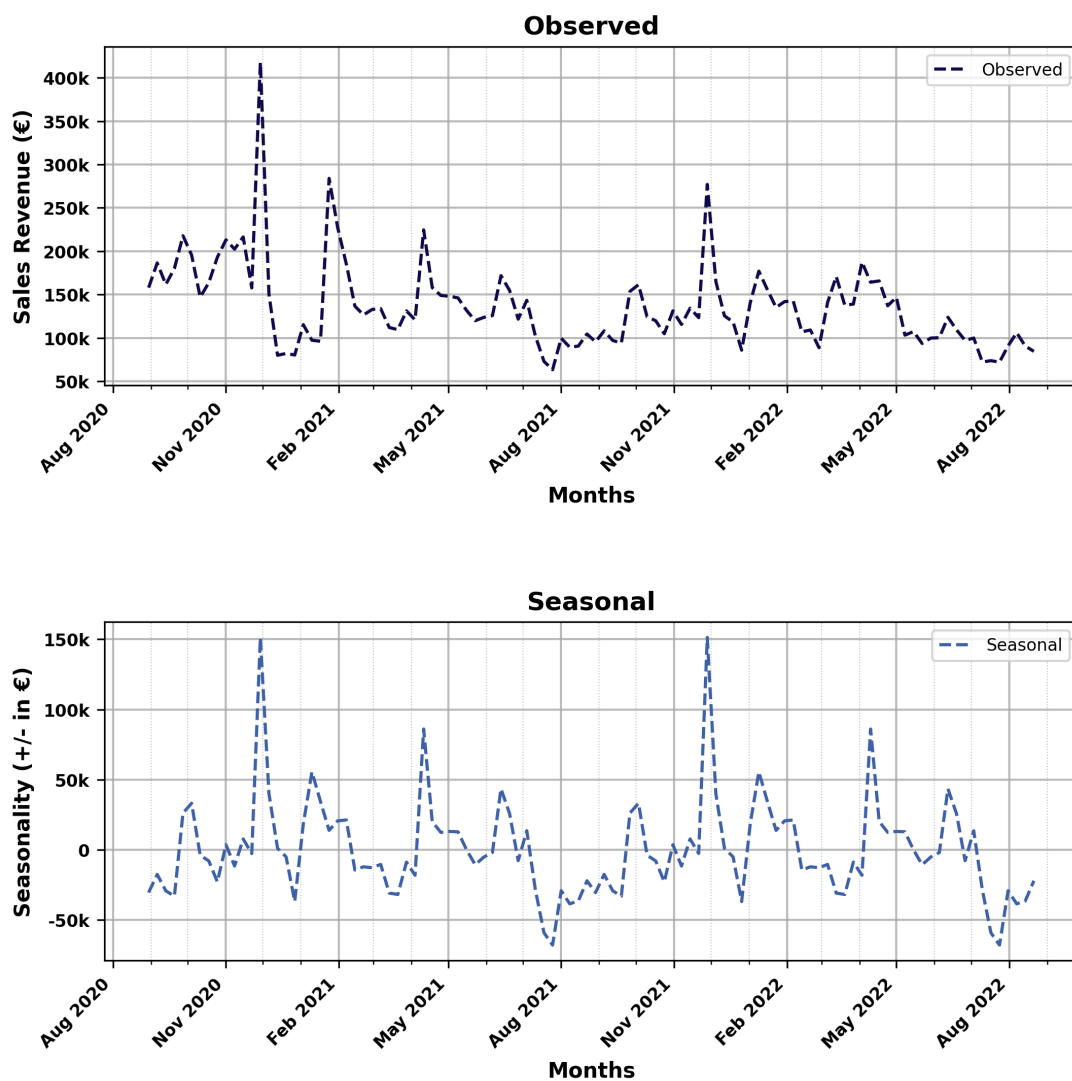 Observed
Observed
Sales Revenue (€)
400k
350k
300k
250k
200k
150k
100k
50k
Aug 2020
Nov 2020
Feb 2021
May 2021
Aug 2021
Nov 2021
Feb 2022
May 2022
Aug 2022
Months
Seasonal
Seasonal
Seasonality (+/- in €)
150k
100k
50k
0
-50k
Aug 2020
Nov 2020
Feb 2021
May 2021
Aug 2021
Nov 2021
Feb 2022
May 2022
Aug 2022
Months